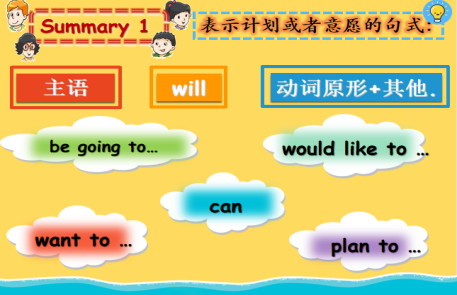 Summary 1
表示计划或者意愿的句式:
主语 will 动词原形+其他.
be going to...
would like to ...
can
want to ...
plan to ...